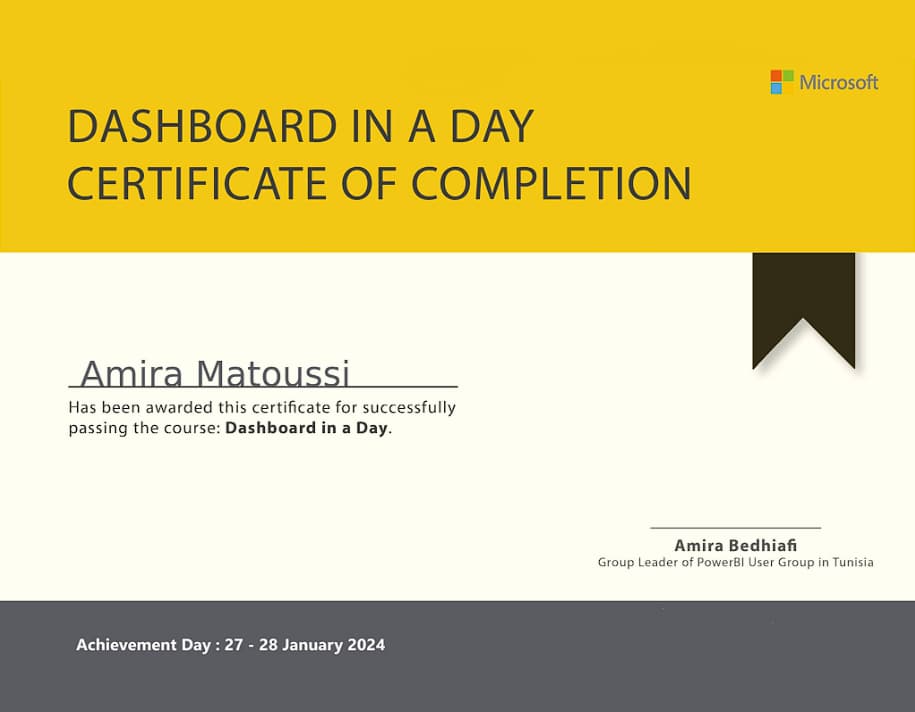 Microsoft
DASHBOARD IN A DAY
CERTIFICATE OF COMPLETION
Amira Matoussi
Has been awarded this certificate for successfully
passing the course: Dashboard in a Day.
Amira Bedhiafi
Group Leader of PowerBI User Group in Tunisia
Achievement Day : 27 - 28 January 2024